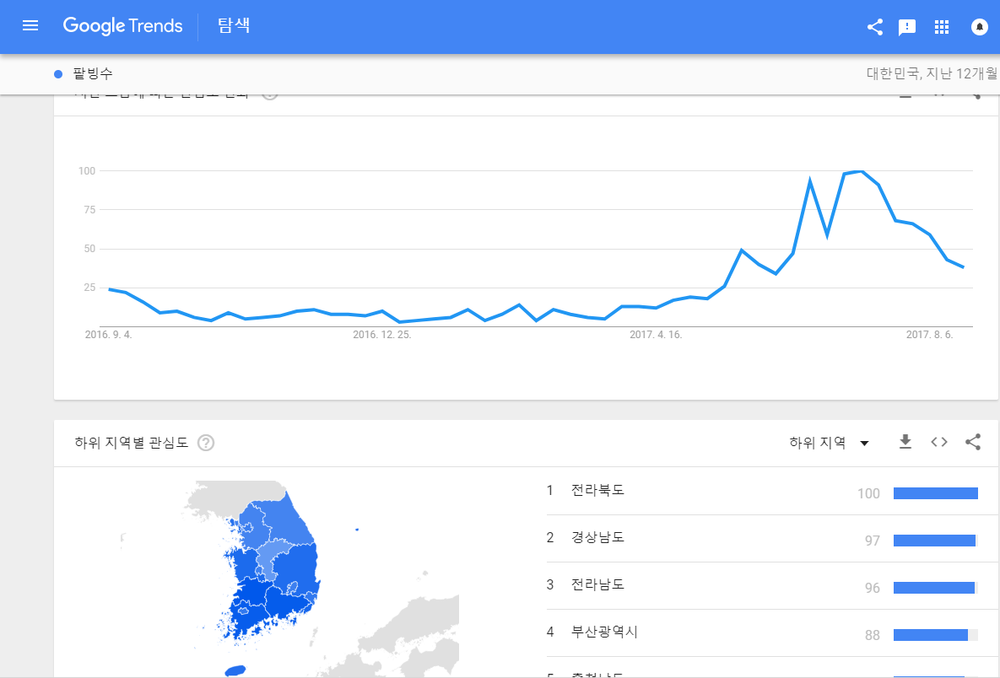 Google Trends 탐색
팥빙수 대한민국, 지난 12개월
100
75
50
25
2016. 9. 4. 2016. 12. 25. 2017. 4. 16. 2017. 8. 6.
하위 지역별 관심도 ? 하위 지역
1 전라북도 100
2 경상남도 97
3 전라남도 96
4 부산광역시 88